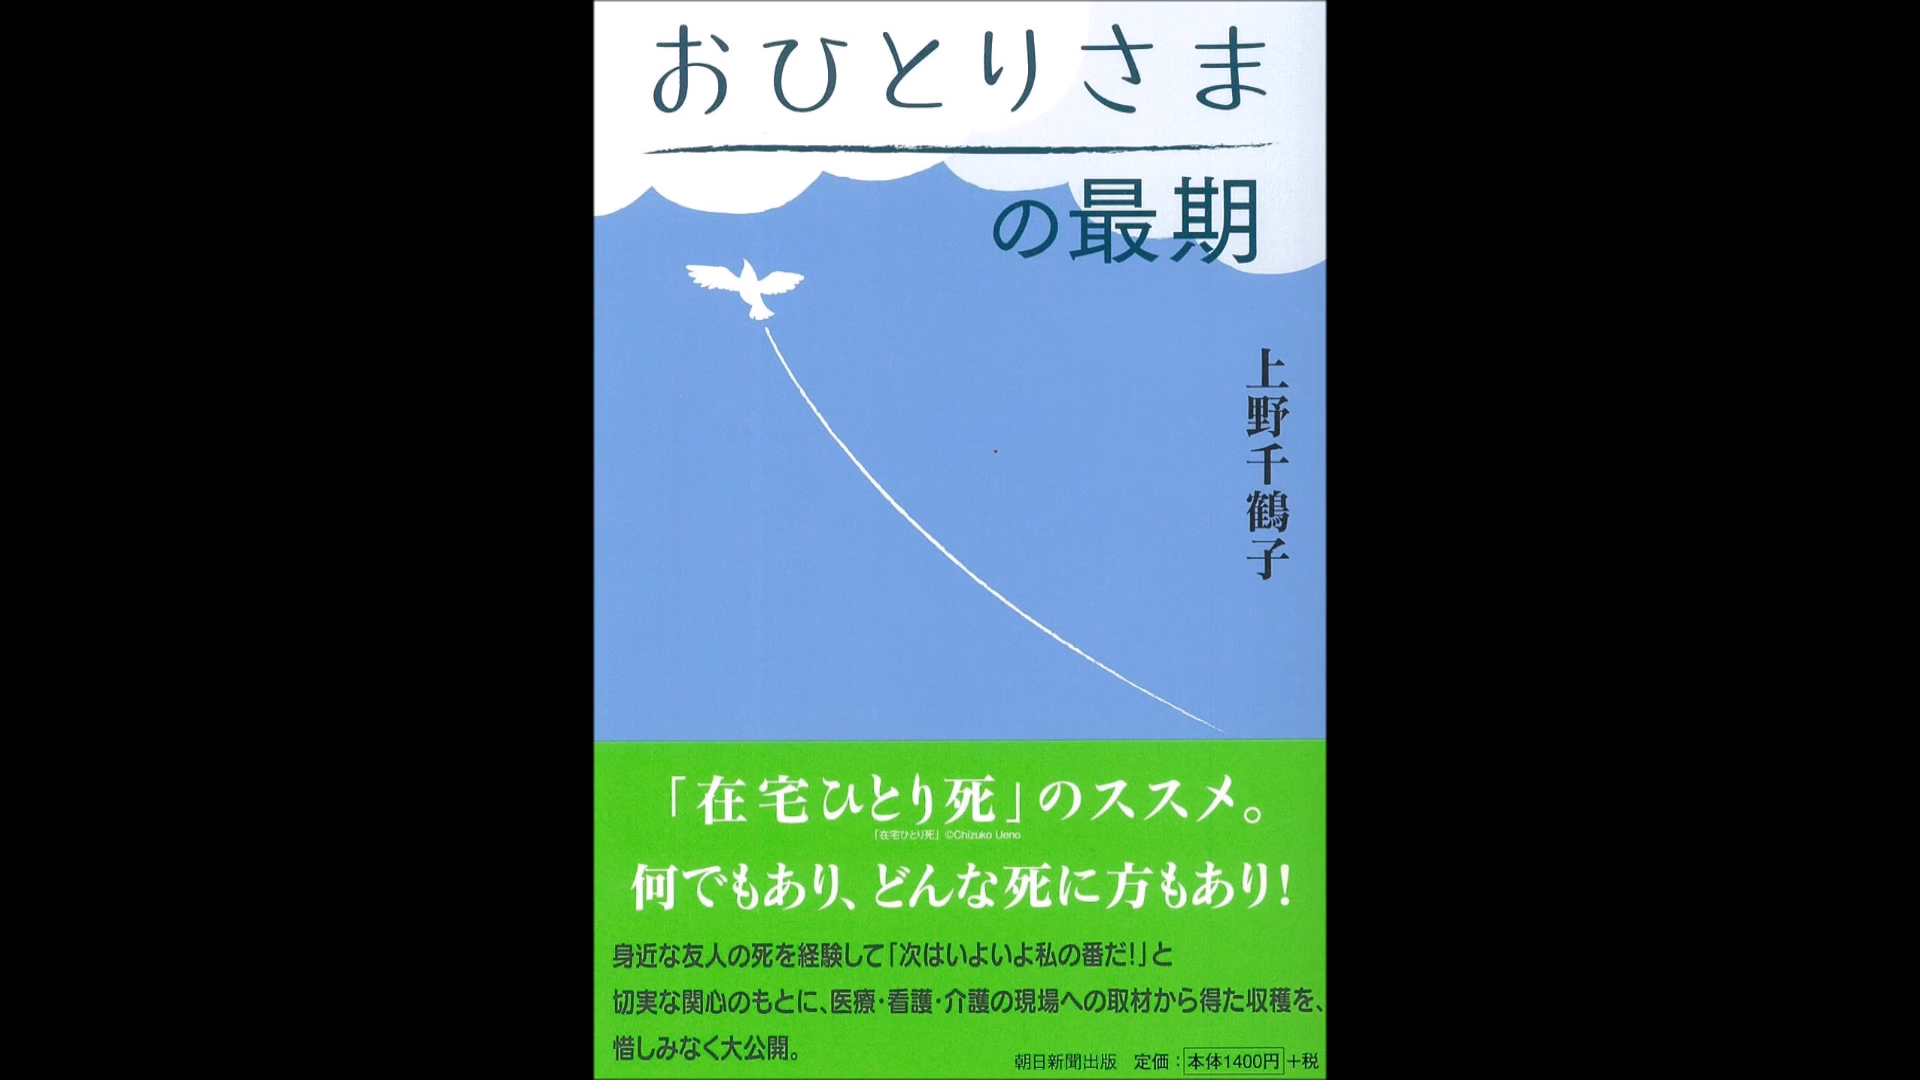 おひとりさま
の最期
上野千鶴子
「在宅ひとり死」のススメ。
「在宅ひとり死」©Chizuko Ueno
何でもあり、どんな死に方もあり!
身近な友人の死を経験して「次はいよいよ私の番だ!」と
切実な関心のもとに、医療・看護・介護の現場への取材から得た収穫を、
惜しみなく大公開。
朝日新聞出版 定価：本体1400円+税